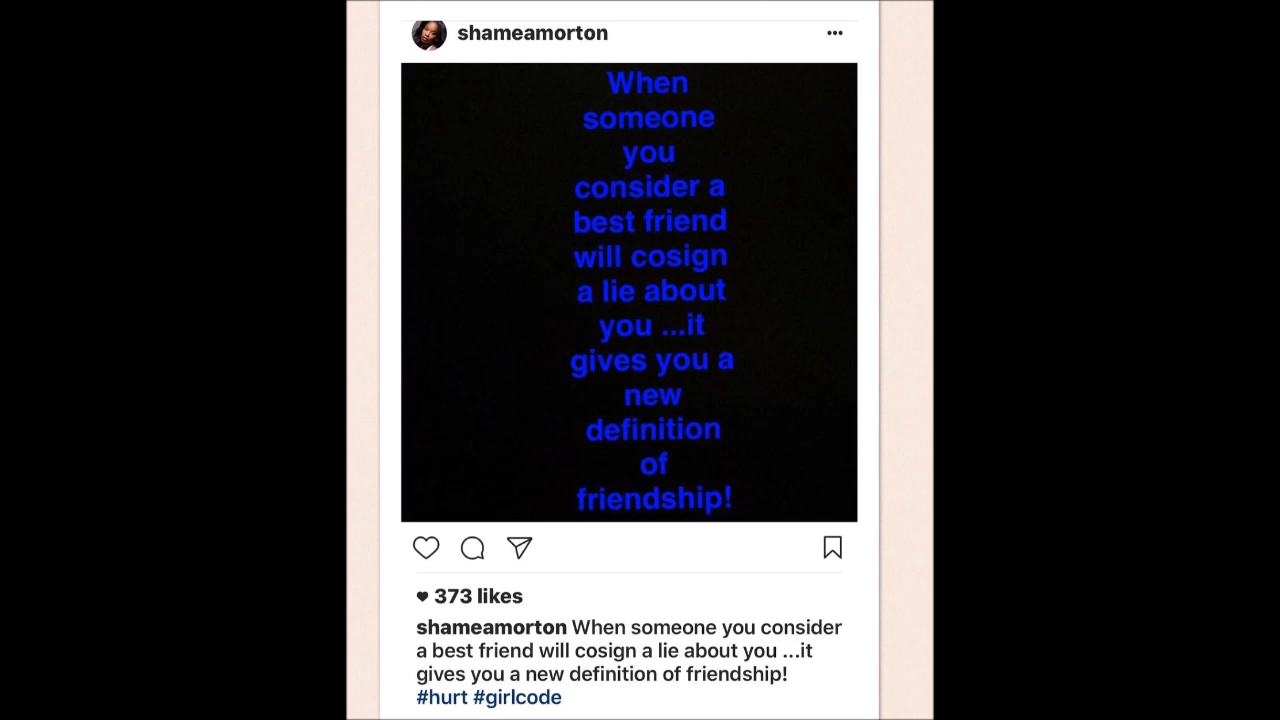 shameamorton
When
someone
you
consider a
best friend
will cosign
a lie about
you ...it
gives you a
new
definition
of
friendship!
373 likes
shameamorton When someone you consider
a best friend will cosign a lie about you ...it
gives you a new definition of friendship!
#hurt #girlcode